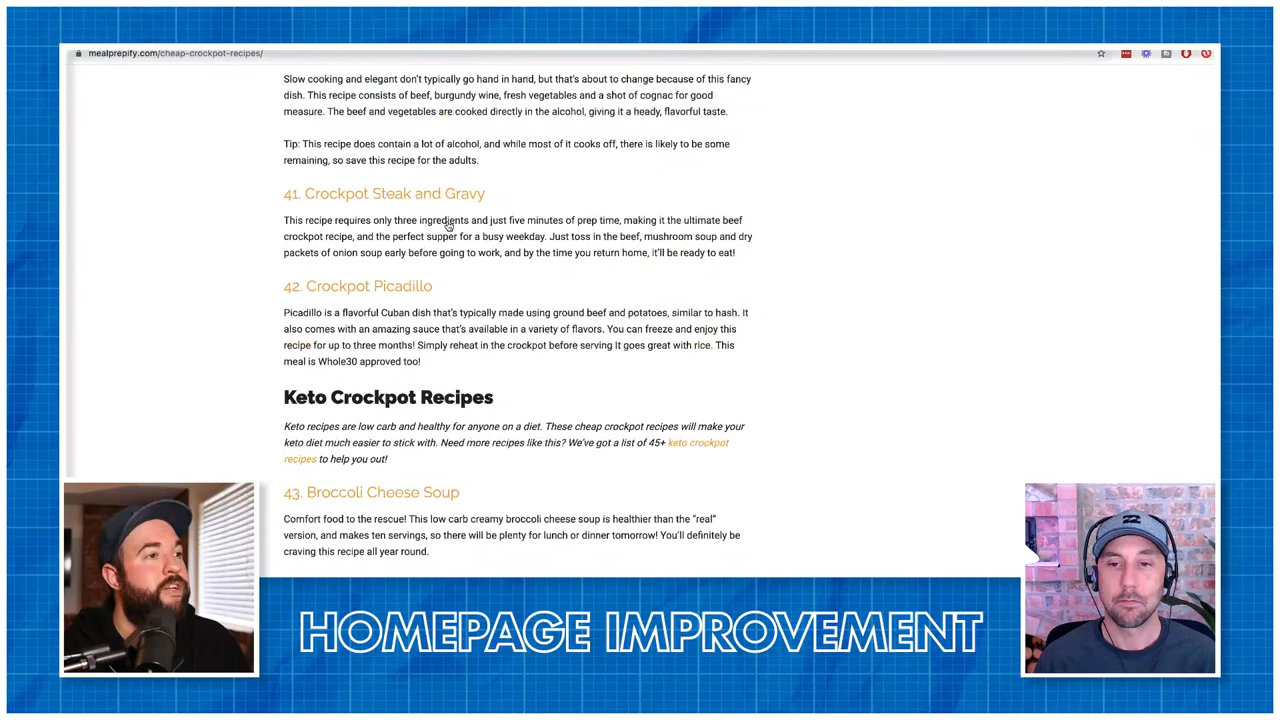 mealprepify.com/cheap-crockpot-recipes/
Slow cooking and elegant don't typically go hand in hand, but that's about to change because of this fancy
dish. This recipe consists of beef, burgundy wine, fresh vegetables and a shot of cognac for good
measure. The beef and vegetables are cooked directly in the alcohol, giving it a heady, flavorful taste.
Tip: This recipe does contain a lot of alcohol, and while most of it cooks off, there is likely to be some
remaining, so save this recipe for the adults.
41. Crockpot Steak and Gravy
This recipe requires only three ingredients and just five minutes of prep time, making it the ultimate beef
crockpot recipe, and the perfect supper for a busy weekday. Just toss in the beef, mushroom soup and dry
packets of onion soup early before going to work, and by the time you return home, it'll be ready to eat!
42. Crockpot Picadillo
Picadillo is a flavorful Cuban dish that's typically made using ground beef and potatoes, similar to hash. It
also comes with an amazing sauce that's available in a variety of flavors. You can freeze and enjoy this
recipe for up to three months! Simply reheat in the crockpot before serving It goes great with rice. This
meal is Whole30 approved too!
Keto Crockpot Recipes
Keto recipes are low carb and healthy for anyone on a diet. These cheap crockpot recipes will make your
keto diet much easier to stick with. Need more recipes like this? We've got a list of 45+ keto crockpot
recipes to help you out!
43. Broccoli Cheese Soup
Comfort food to the rescue! This low carb creamy broccoli cheese soup is healthier than the "real"
version, and makes ten servings, so there will be plenty for lunch or dinner tomorrow! You'll definitely be
craving this recipe all year round.
HOMEPAGE IMPROVEMENT